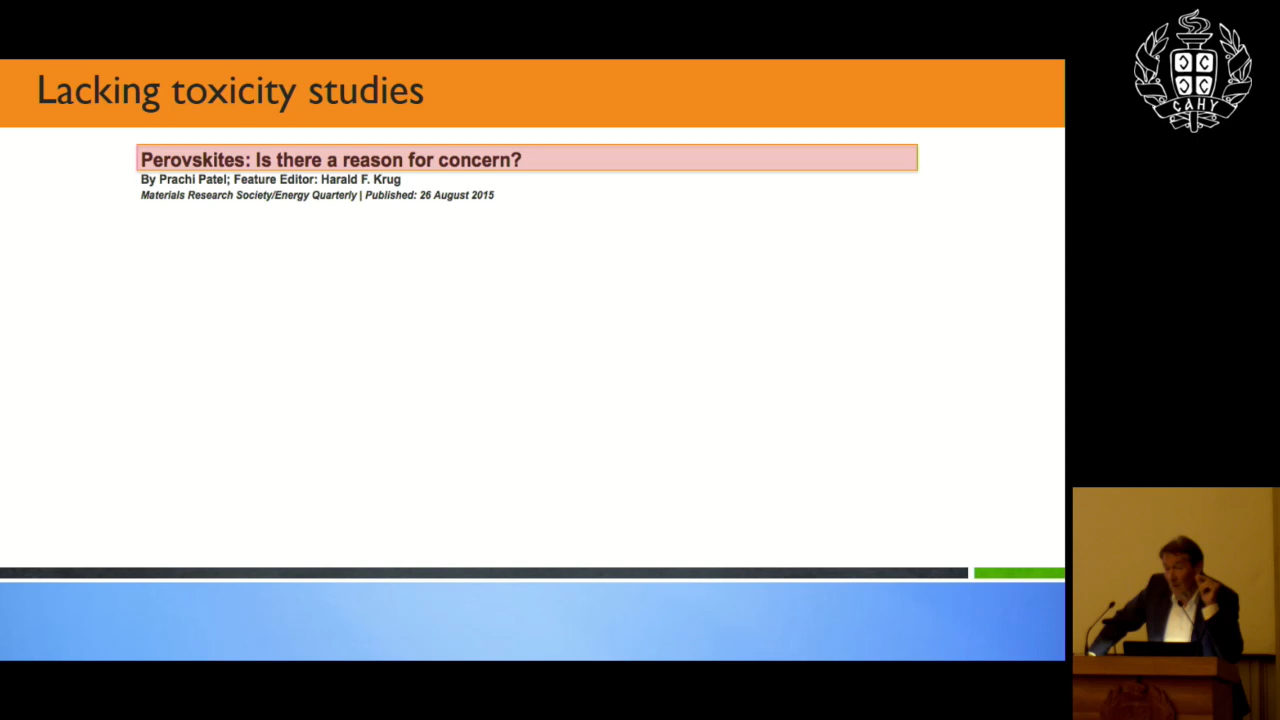 Lacking toxicity studies
Perovskites: Is there a reason for concern?
By Prachi Patel; Feature Editor: Harald F. Krug
Materials Research Society/Energy Quarterly | Published: 26 August 2015
САНУ